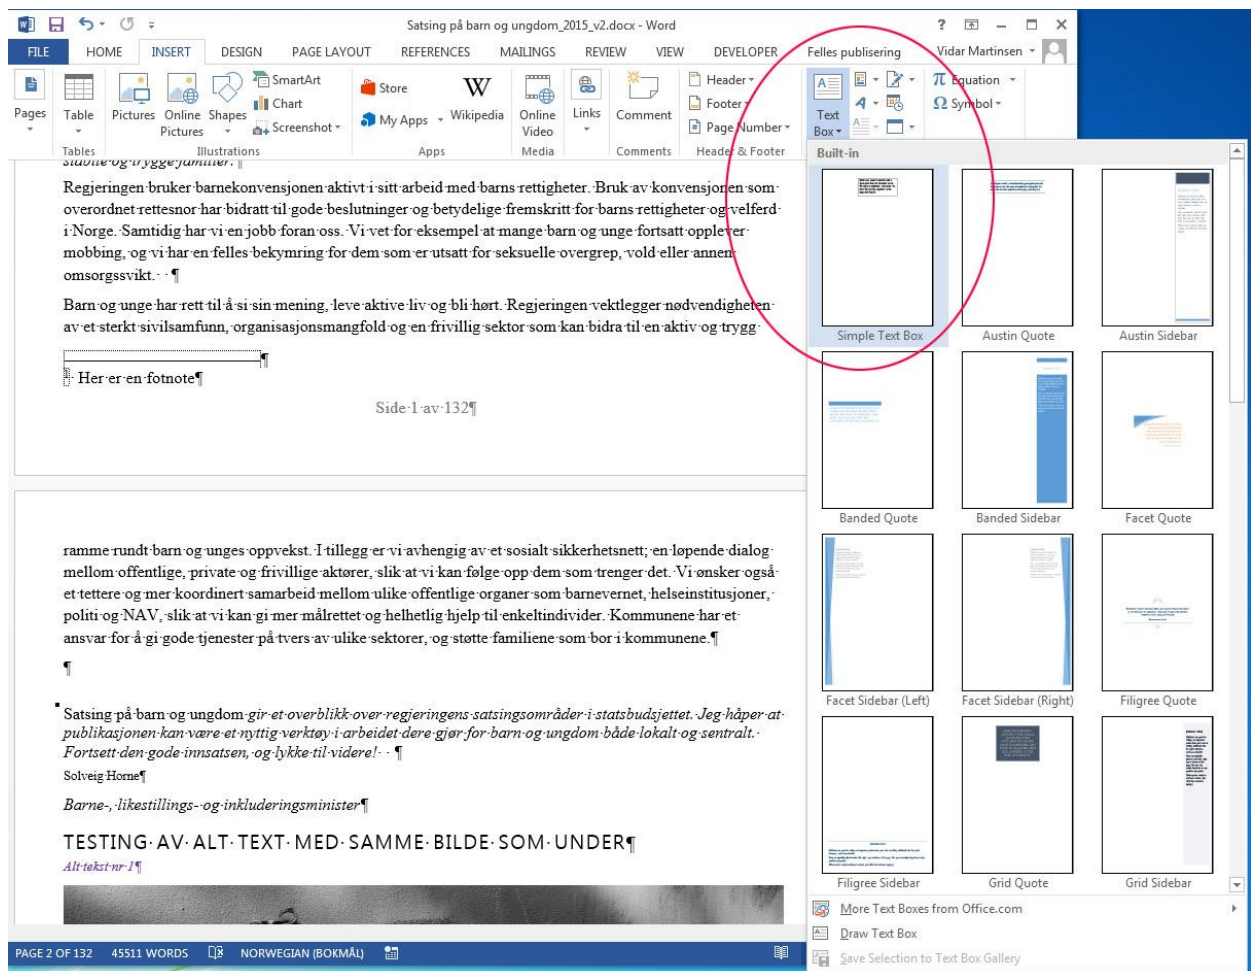 Satsing på barn og ungdom_2015_v2.docx - Word
FILE HOME INSERT DESIGN PAGE LAYOUT REFERENCES MAILINGS REVIEW VIEW DEVELOPER Felles publisering Vidar Martinsen
Pages
Table
Tables
Pictures
Online Pictures
Shapes
SmartArt
Chart
Screenshot
Illustrations
Store
My Apps
W Wikipedia
Apps
Online Video
Media
Links
Comment
Comments
Header
Footer
Page Number
Header & Footer
Text Box
π Equation
Ω Symbol
stabile og trygge familier. ¶
Regjeringen bruker barnekonvensjonen aktivt i sitt arbeid med barns rettigheter. Bruk av konvensjonen som
overordnet rettesnor har bidratt til gode beslutninger og betydelige fremskritt for barns rettigheter og velferd
i Norge. Samtidig har vi en jobb foran oss. Vi vet for eksempel at mange barn og unge fortsatt opplever
mobbing, og vi har en felles bekymring for dem som er utsatt for seksuelle overgrep, vold eller annen
omsorgssvikt. ¶
Barn og unge har rett til å si sin mening, leve aktive liv og bli hørt. Regjeringen vektlegger nødvendigheten
av et sterkt sivilsamfunn, organisasjonsmangfold og en frivillig sektor som kan bidra til en aktiv og trygg
¶
Her er en fotnote¶
Side 1 av 132¶
ramme rundt barn og unges oppvekst. I tillegg er vi avhengig av et sosialt sikkerhetsnett; en løpende dialog
mellom offentlige, private og frivillige aktører, slik at vi kan følge opp dem som trenger det. Vi ønsker også
et tettere og mer koordinert samarbeid mellom ulike offentlige organer som barnevernet, helseinstitusjoner,
politi og NAV, slik at vi kan gi mer målrettet og helhetlig hjelp til enkeltindivider. Kommunene har et
ansvar for å gi gode tjenester på tvers av ulike sektorer, og støtte familiene som bor i kommunene.¶
¶
Satsing på barn og ungdom gir et overblikk over regjeringens satsingsområder i statsbudsjettet. Jeg håper at
publikasjonen kan være et nyttig verktøy i arbeidet dere gjør for barn og ungdom både lokalt og sentralt.
Fortsett den gode innsatsen, og lykke til videre! ¶
Solveig Horne¶
Barne-, likestillings- og inkluderingsminister¶
TESTING AV ALT TEXT MED SAMME BILDE SOM UNDER¶
Alt tekst nr 1¶
Built-in
Simple Text Box Austin Quote Austin Sidebar
Banded Quote Banded Sidebar Facet Quote
Facet Sidebar (Left) Facet Sidebar (Right) Filigree Quote
Filigree Sidebar Grid Quote Grid Sidebar
More Text Boxes from Office.com
Draw Text Box
Save Selection to Text Box Gallery
PAGE 2 OF 132 45511 WORDS NORWEGIAN (BOKMÅL)